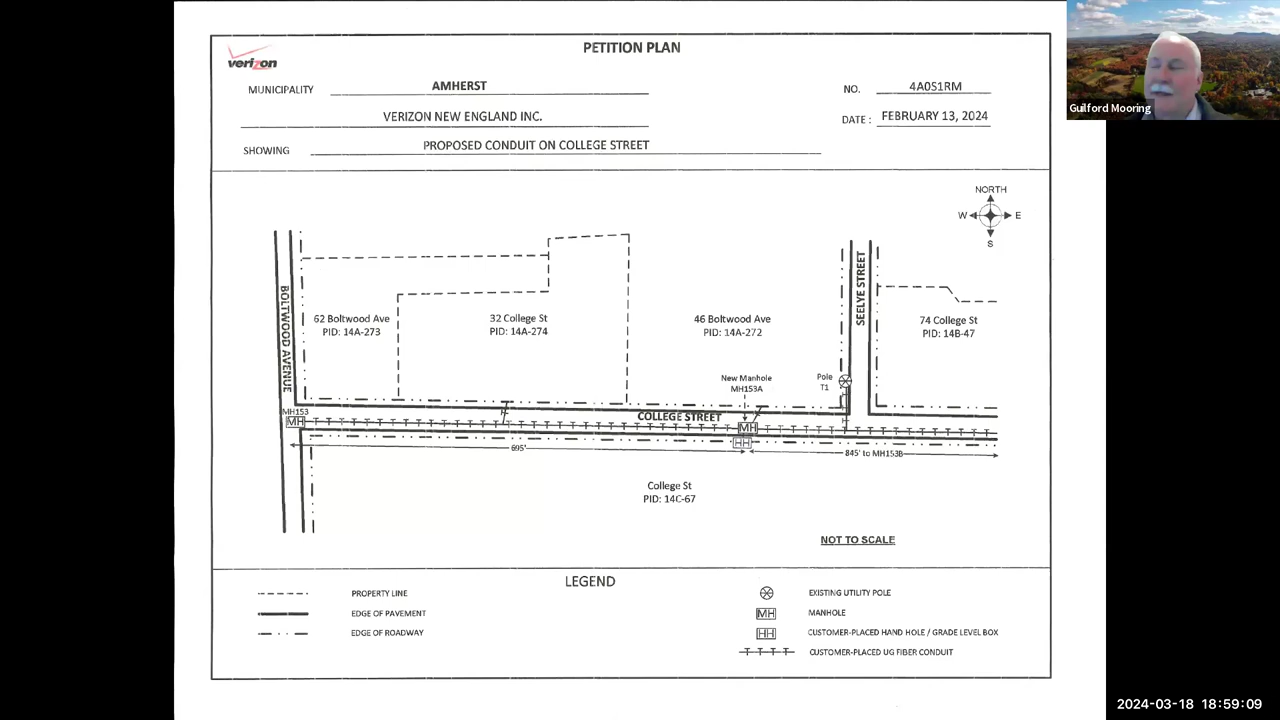 PETITION PLAN
verizon
MUNICIPALITY AMHERST
NO. 4A0S1RM
VERIZON NEW ENGLAND INC.
DATE : FEBRUARY 13, 2024
SHOWING PROPOSED CONDUIT ON COLLEGE STREET
Guilford Mooring
NORTH
W E
S
BOLTWOOD AVENUE
62 Boltwood Ave
PID: 14A-273
32 College St
PID: 14A-274
46 Boltwood Ave
PID: 14A-272
SEELYE STREET
74 College St
PID: 14B-47
New Manhole
MH153A
Pole
T1
MH153
MH
COLLEGE STREET
MH
HH
695'
845' to MH153B
College St
PID: 14C-67
NOT TO SCALE
LEGEND
PROPERTY LINE
EDGE OF PAVEMENT
EDGE OF ROADWAY
EXISTING UTILITY POLE
MH MANHOLE
HH CUSTOMER-PLACED HAND HOLE / GRADE LEVEL BOX
CUSTOMER-PLACED UG FIBER CONDUIT
2024-03-18 18:59:09